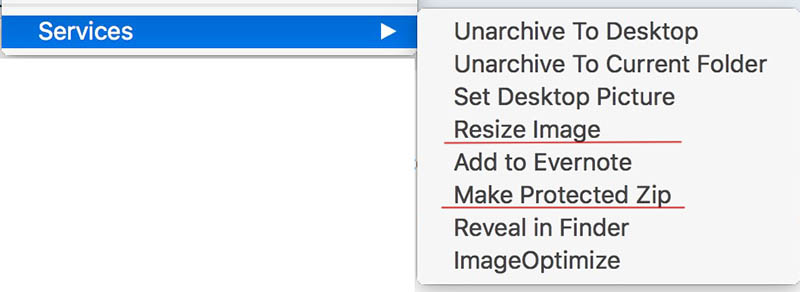 Services
Unarchive To Desktop
Unarchive To Current Folder
Set Desktop Picture
Resize Image
Add to Evernote
Make Protected Zip
Reveal in Finder
ImageOptimize